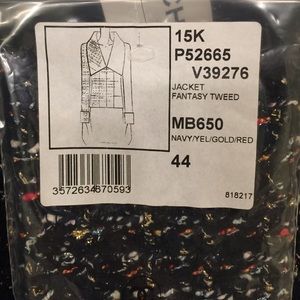 15K
P52665
V39276
JACKET
FANTASY TWEED
MB650
NAVY/YEL/GOLD/RED
44
3572634670593
818217